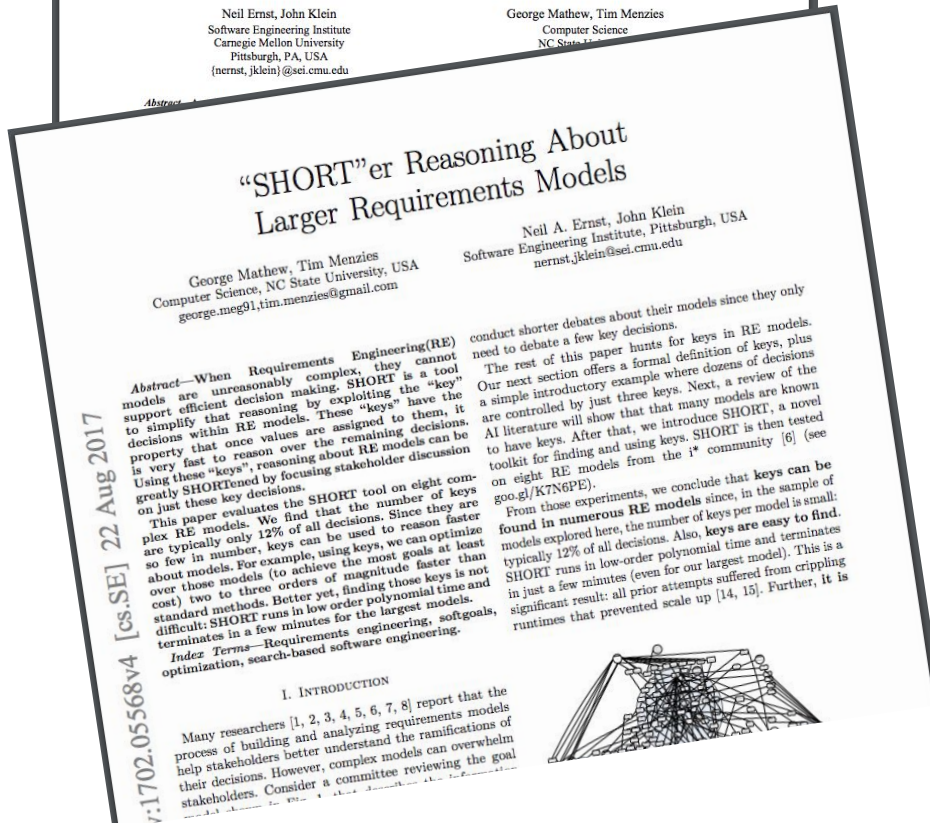 Neil Ernst, John Klein
Software Engineering Institute
Carnegie Mellon University
Pittsburgh, PA, USA
{nernst, jklein}@sei.cmu.edu
George Mathew, Tim Menzies
Computer Science
NC State
Abstract
"SHORT"er Reasoning About
Larger Requirements Models
George Mathew, Tim Menzies
Computer Science, NC State University, USA
george.meg91,tim.menzies@gmail.com
Neil A. Ernst, John Klein
Software Engineering Institute, Pittsburgh, USA
nernst,jklein@sei.cmu.edu
Abstract—When Requirements Engineering(RE)
models are unreasonably complex, they cannot
support efficient decision making. SHORT is a tool
to simplify that reasoning by exploiting the "key"
decisions within RE models. These "keys" have the
property that once values are assigned to them, it
is very fast to reason over the remaining decisions.
Using these "keys", reasoning about RE models can be
greatly SHORTened by focusing stakeholder discussion
on just these key decisions.
This paper evaluates the SHORT tool on eight com-
plex RE models. We find that the number of keys
are typically only 12% of all decisions. Since they are
so few in number, keys can be used to reason faster
about models. For example, using keys, we can optimize
over those models (to achieve the most goals at least
cost) two to three orders of magnitude faster than
standard methods. Better yet, finding those keys is not
difficult: SHORT runs in low order polynomial time and
terminates in a few minutes for the largest models.
Index Terms—Requirements engineering, softgoals,
optimization, search-based software engineering.
I. Introduction
Many researchers [1, 2, 3, 4, 5, 6, 7, 8] report that the
process of building and analyzing requirements models
help stakeholders better understand the ramifications of
their decisions. However, complex models can overwhelm
stakeholders. Consider a committee reviewing the goal
conduct shorter debates about their models since they only
need to debate a few key decisions.
The rest of this paper hunts for keys in RE models.
Our next section offers a formal definition of keys, plus
a simple introductory example where dozens of decisions
are controlled by just three keys. Next, a review of the
AI literature will show that that many models are known
to have keys. After that, we introduce SHORT, a novel
toolkit for finding and using keys. SHORT is then tested
on eight RE models from the i* community [6] (see
goo.gl/K7N6PE).
From those experiments, we conclude that keys can be
found in numerous RE models since, in the sample of
models explored here, the number of keys per model is small:
typically 12% of all decisions. Also, keys are easy to find.
SHORT runs in low-order polynomial time and terminates
in just a few minutes (even for our largest model). This is a
significant result: all prior attempts suffered from crippling
runtimes that prevented scale up [14, 15]. Further, it is
v:1702.05568v4 [cs.SE] 22 Aug 2017